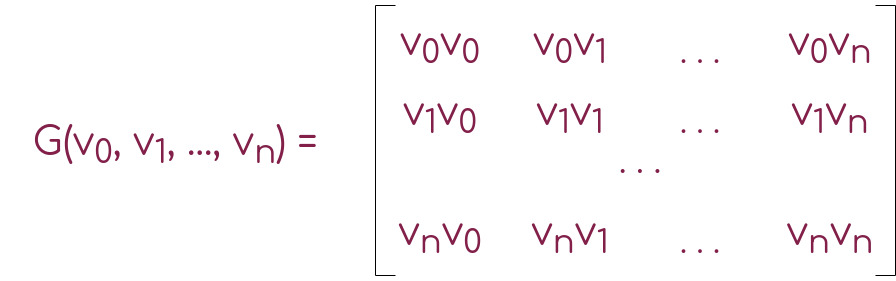 v₀v₀ v₀v₁ ... v₀vₙ
v₁v₀ v₁v₁ ... v₁vₙ
G(v₀, v₁, ..., vₙ) =
...
vₙv₀ vₙv₁ ... vₙvₙ